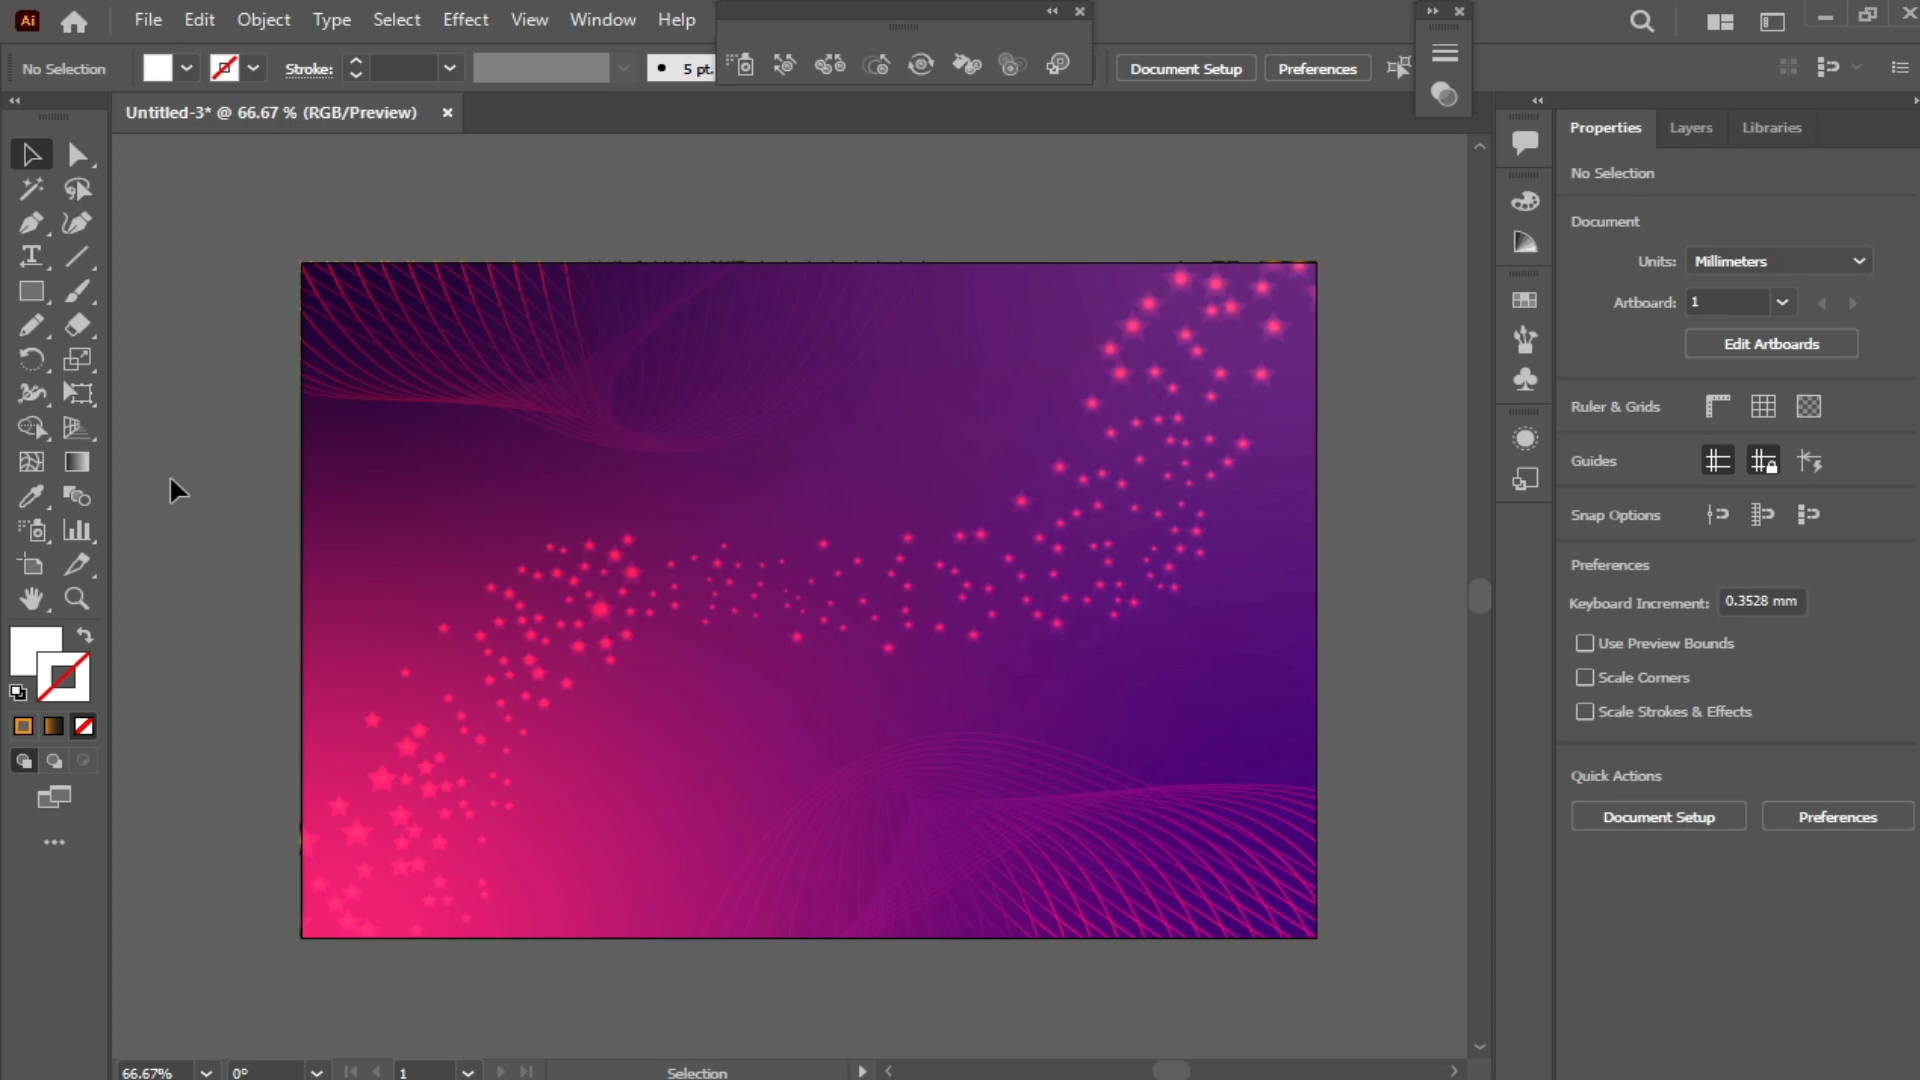 Ai File Edit Object Type Select Effect View Window Help
No Selection Stroke: 5 pt. Document Setup Preferences
Untitled-3* @ 66.67 % (RGB/Preview)
Properties Layers Libraries
No Selection
Document
Units: Millimeters
Artboard: 1
Edit Artboards
Ruler & Grids
Guides
Snap Options
Preferences
Keyboard Increment: 0.3528 mm
Use Preview Bounds
Scale Corners
Scale Strokes & Effects
Quick Actions
Document Setup Preferences
66.67% 0° 1 Selection